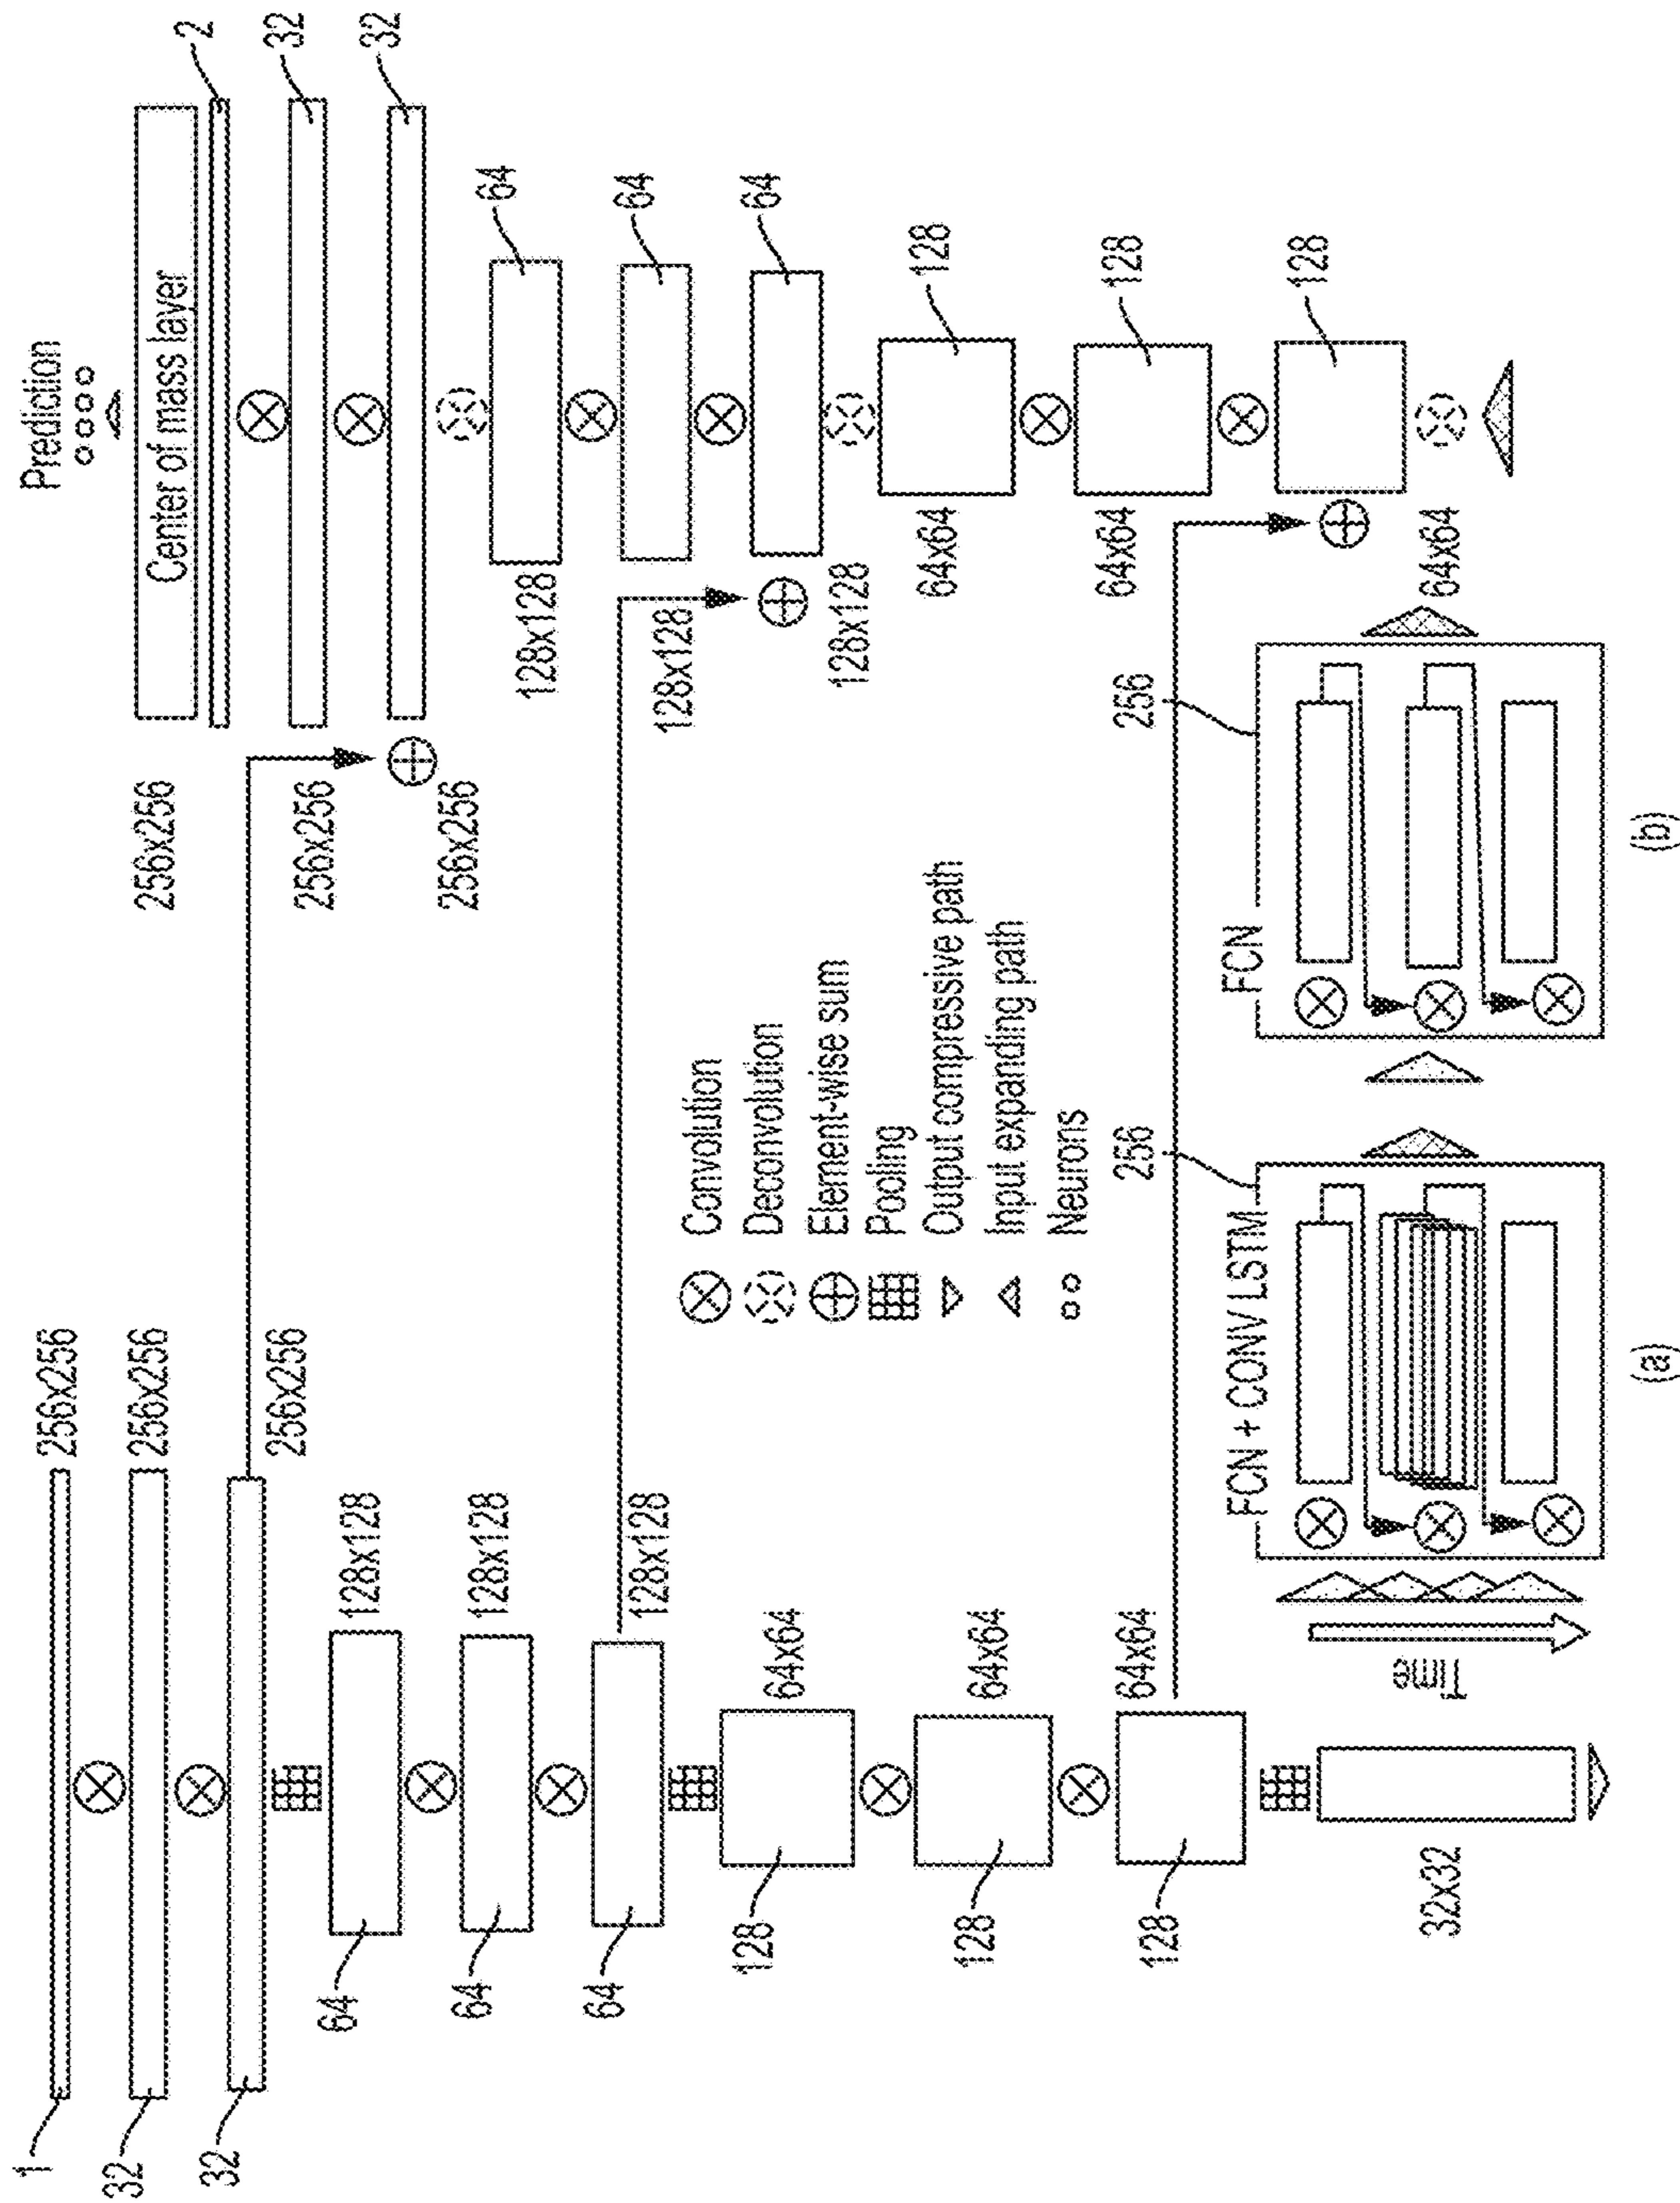 1
256x256
32
256x256
32
256x256
64
128x128
64
128x128
64
128x128
128
64x64
128
64x64
128
64x64
32x32
Time
FCN + CONV LSTM
256
(a)
FCN
256
(b)
Convolution
Deconvolution
Element-wise sum
Pooling
Output compressive path
Input expanding path
Neurons
Prediction
Center of mass layer
256x256
2
256x256
32
256x256
32
128x128
64
128x128
64
128x128
64
64x64
128
64x64
128
64x64
128